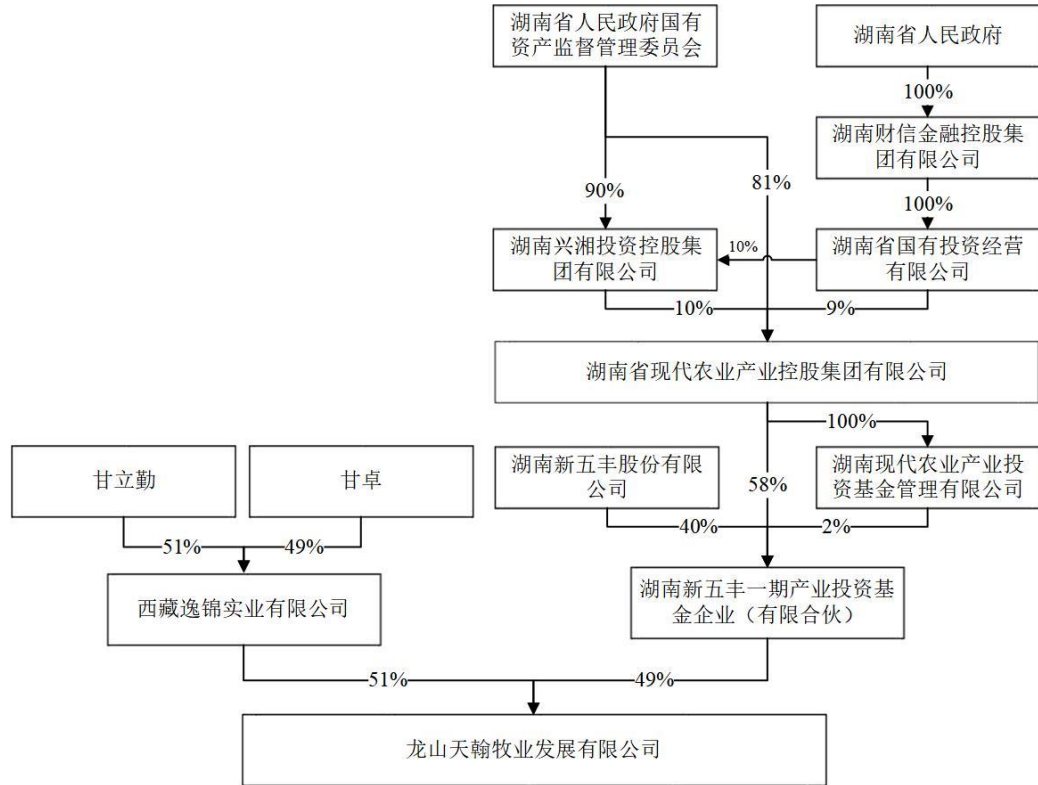 湖南省人民政府国有
资产监督管理委员会
湖南省人民政府
100%
湖南财信金融控股集
团有限公司
90%
81%
100%
湖南兴湘投资控股集
团有限公司
10%
湖南省国有投资经营
有限公司
10%
9%
湖南省现代农业产业控股集团有限公司
100%
甘立勤
甘卓
湖南新五丰股份有限
公司
58%
湖南现代农业产业投
资基金管理有限公司
40%
2%
51%
49%
西藏逸锦实业有限公司
湖南新五丰一期产业投资基
金企业（有限合伙）
51%
49%
龙山天翰牧业发展有限公司